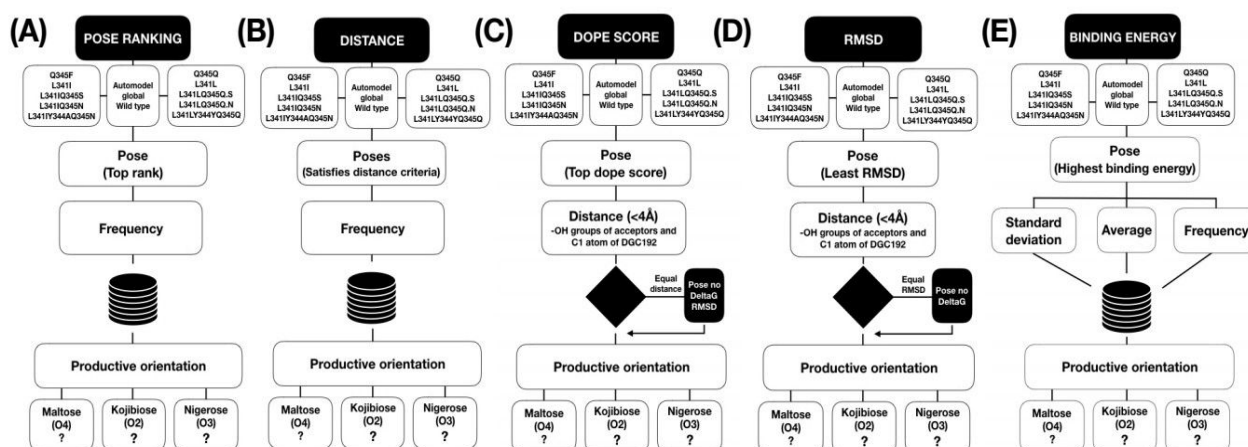 (A)
POSE RANKING
Q345F
L341I
L341IQ345S
L341IQ345N
L341IY344AQ345N
Automodel
global
Wild type
Q345Q
L341L
L341LQ345Q.S
L341LQ345Q.N
L341LY344YQ345Q
Pose
(Top rank)
Frequency
Productive orientation
Maltose
(O4)
?
Kojibiose
(O2)
?
Nigerose
(O3)
?
(B)
DISTANCE
Q345F
L341I
L341IQ345S
L341IQ345N
L341IY344AQ345N
Automodel
global
Wild type
Q345Q
L341L
L341LQ345Q.S
L341LQ345Q.N
L341LY344YQ345Q
Poses
(Satisfies distance criteria)
Frequency
Productive orientation
Maltose
(O4)
?
Kojibiose
(O2)
?
Nigerose
(O3)
?
(C)
DOPE SCORE
Q345F
L341I
L341IQ345S
L341IQ345N
L341IY344AQ345N
Automodel
global
Wild type
Q345Q
L341L
L341LQ345Q.S
L341LQ345Q.N
L341LY344YQ345Q
Pose
(Top dope score)
Distance (<4Å)
-OH groups of acceptors and
C1 atom of DGC192
Equal
distance
Pose no
DeltaG
RMSD
Productive orientation
Maltose
(O4)
?
Kojibiose
(O2)
?
Nigerose
(O3)
?
(D)
RMSD
Q345F
L341I
L341IQ345S
L341IQ345N
L341IY344AQ345N
Automodel
global
Wild type
Q345Q
L341L
L341LQ345Q.S
L341LQ345Q.N
L341LY344YQ345Q
Pose
(Least RMSD)
Distance (<4Å)
-OH groups of acceptors and
C1 atom of DGC192
Equal
RMSD
Pose no
DeltaG
Productive orientation
Maltose
(O4)
?
Kojibiose
(O2)
?
Nigerose
(O3)
?
(E)
BINDING ENERGY
Q345F
L341I
L341IQ345S
L341IQ345N
L341IY344AQ345N
Automodel
global
Wild type
Q345Q
L341L
L341LQ345Q.S
L341LQ345Q.N
L341LY344YQ345Q
Pose
(Highest binding energy)
Standard
deviation
Average
Frequency
Productive orientation
Maltose
(O4)
?
Kojibiose
(O2)
?
Nigerose
(O3)
?